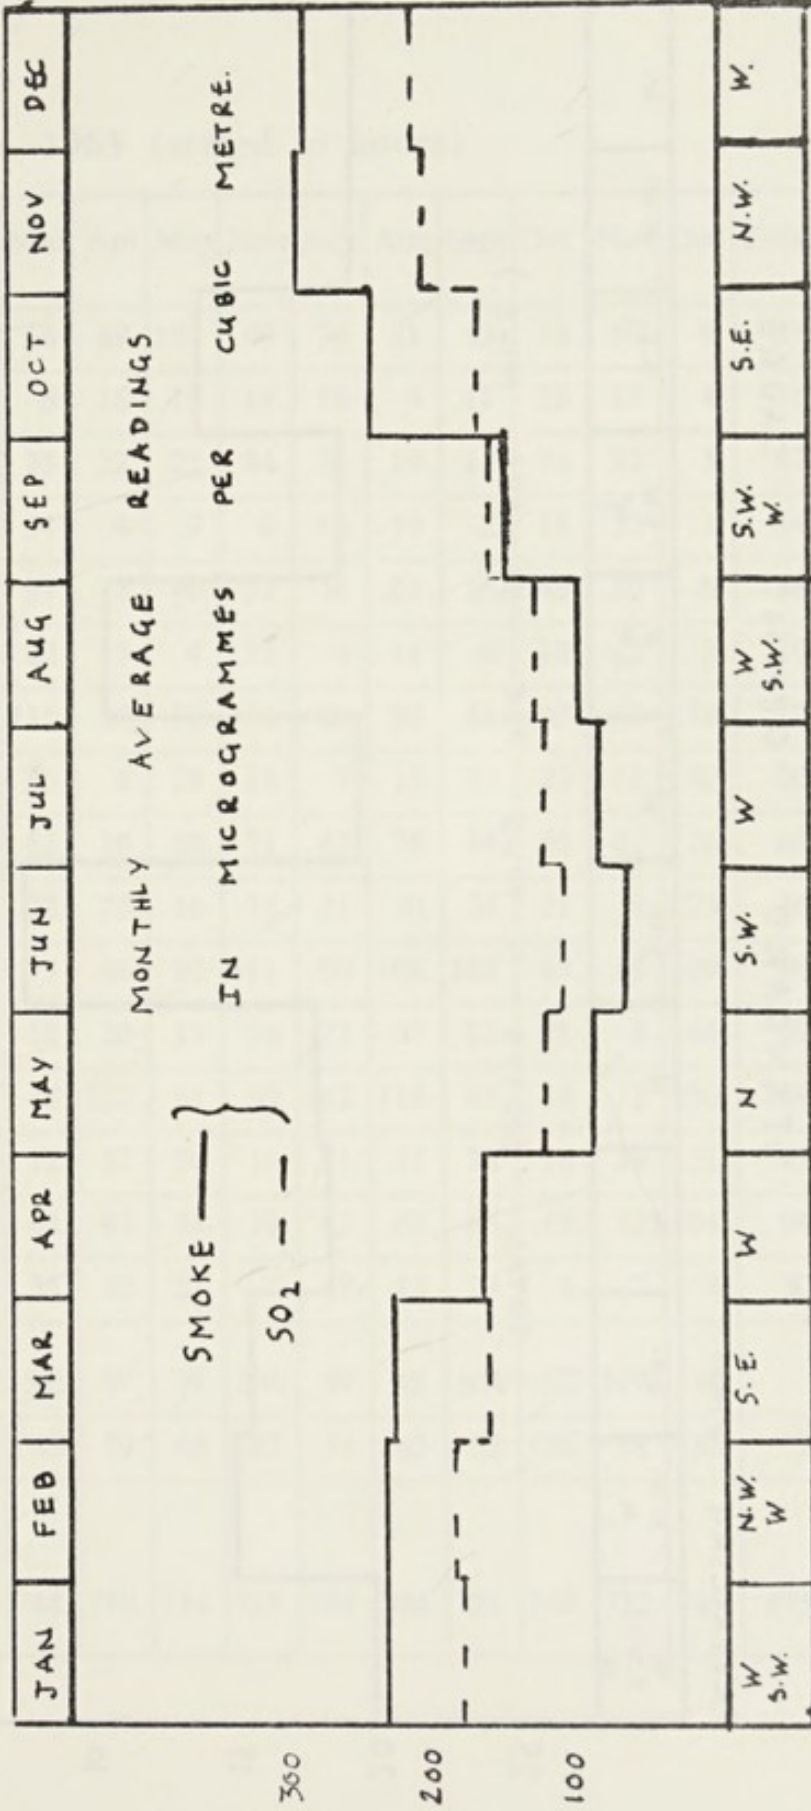 JAN FEB MAR APR MAY JUN JUL AUG SEP OCT NOV DEC
MONTHLY AVERAGE READINGS
SMOKE
IN MICROGRAMMES PER CUBIC METRE.
SO2
300
200
100
W N.W. S.E. W N S.W. W W S.W. S.E. N.W. W.
S.W. W S.W. W.